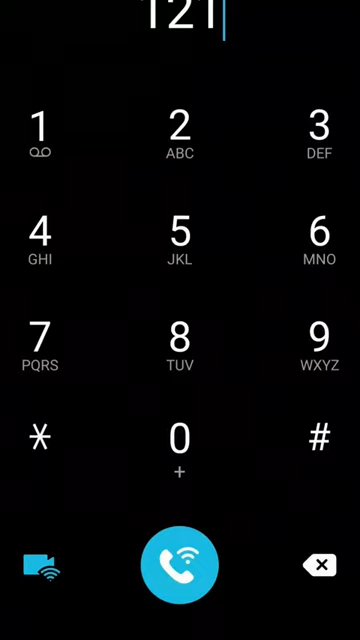 121
1 2 3
ABC DEF
4 5 6
GHI JKL MNO
7 8 9
PQRS TUV WXYZ
* 0 #
+